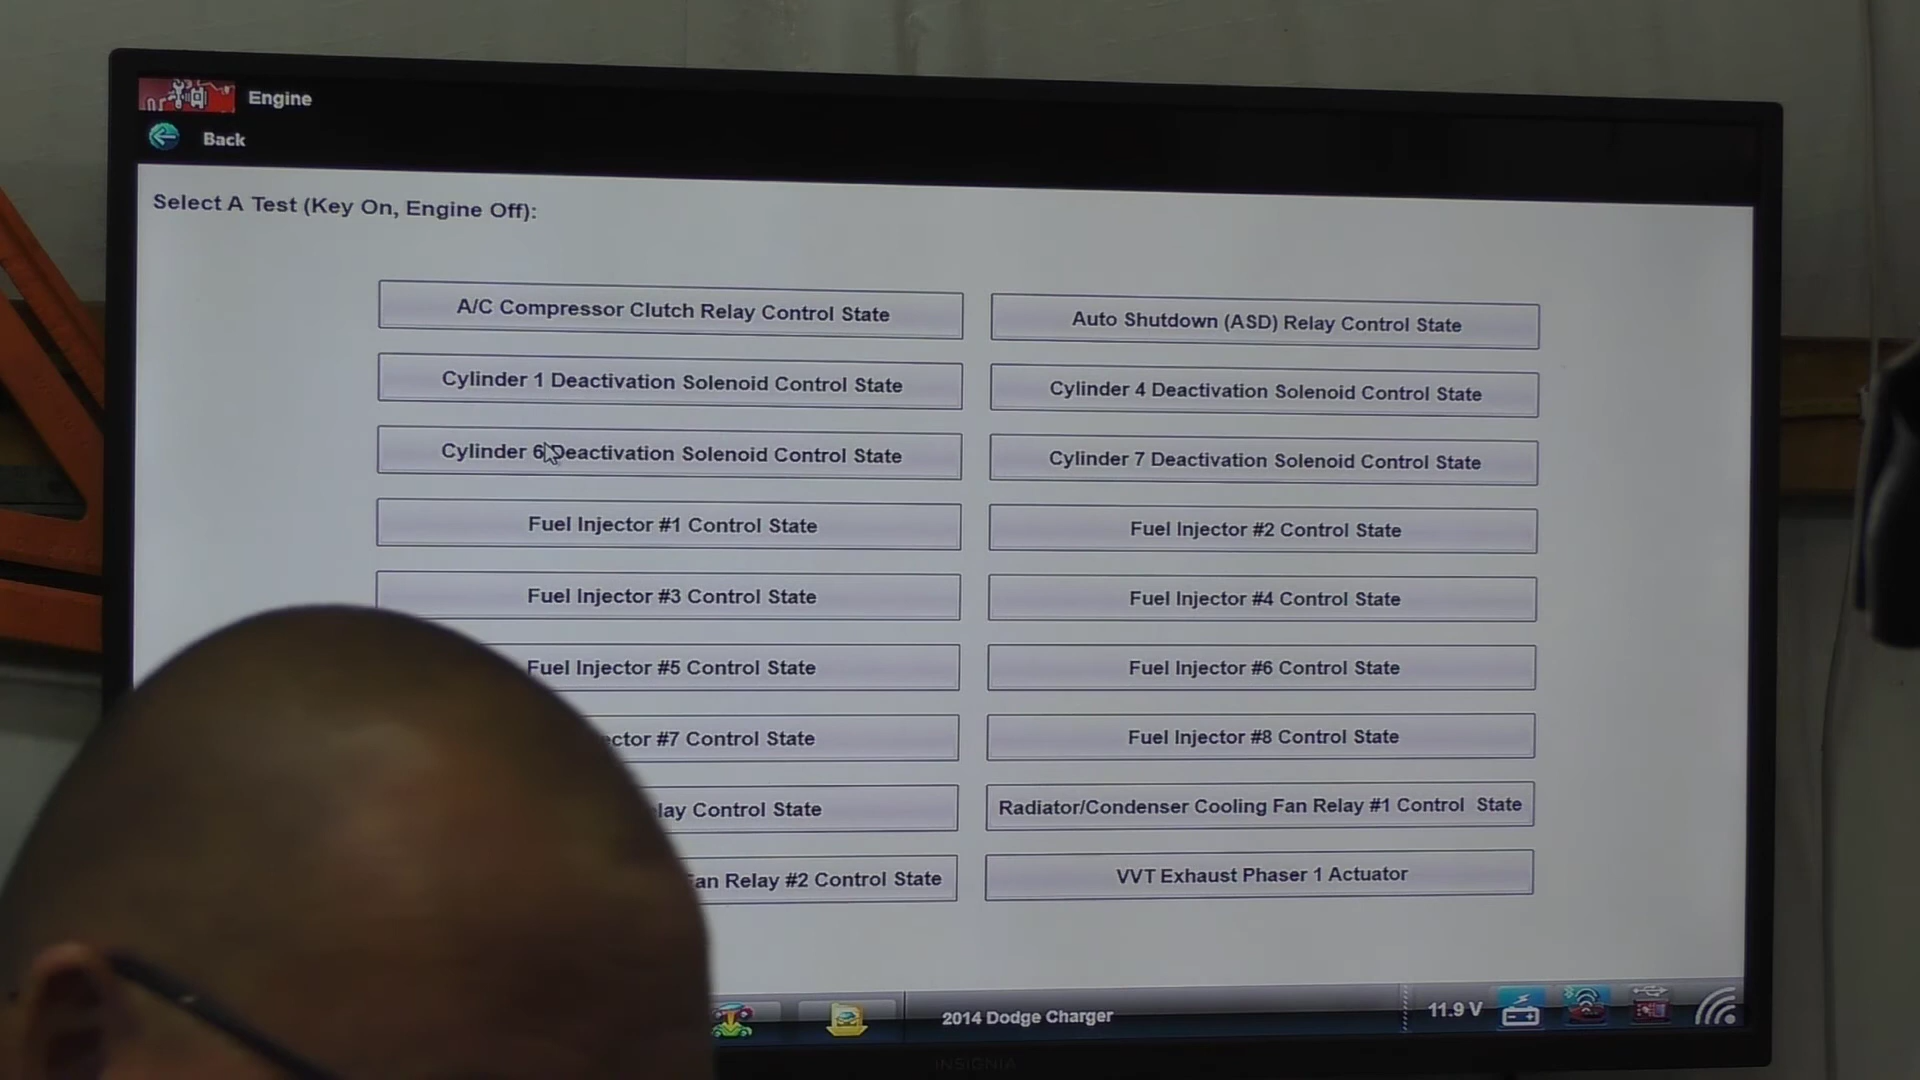 Engine
Back
Select A Test (Key On, Engine Off):
A/C Compressor Clutch Relay Control State
Auto Shutdown (ASD) Relay Control State
Cylinder 1 Deactivation Solenoid Control State
Cylinder 4 Deactivation Solenoid Control State
Cylinder 6 Deactivation Solenoid Control State
Cylinder 7 Deactivation Solenoid Control State
Fuel Injector #1 Control State
Fuel Injector #2 Control State
Fuel Injector #3 Control State
Fuel Injector #4 Control State
Fuel Injector #5 Control State
Fuel Injector #6 Control State
#7 Control State
Fuel Injector #8 Control State
Control State
Radiator/Condenser Cooling Fan Relay #1 Control State
Fan Relay #2 Control State
VVT Exhaust Phaser 1 Actuator
2014 Dodge Charger
11.9 V
INSIGNIA